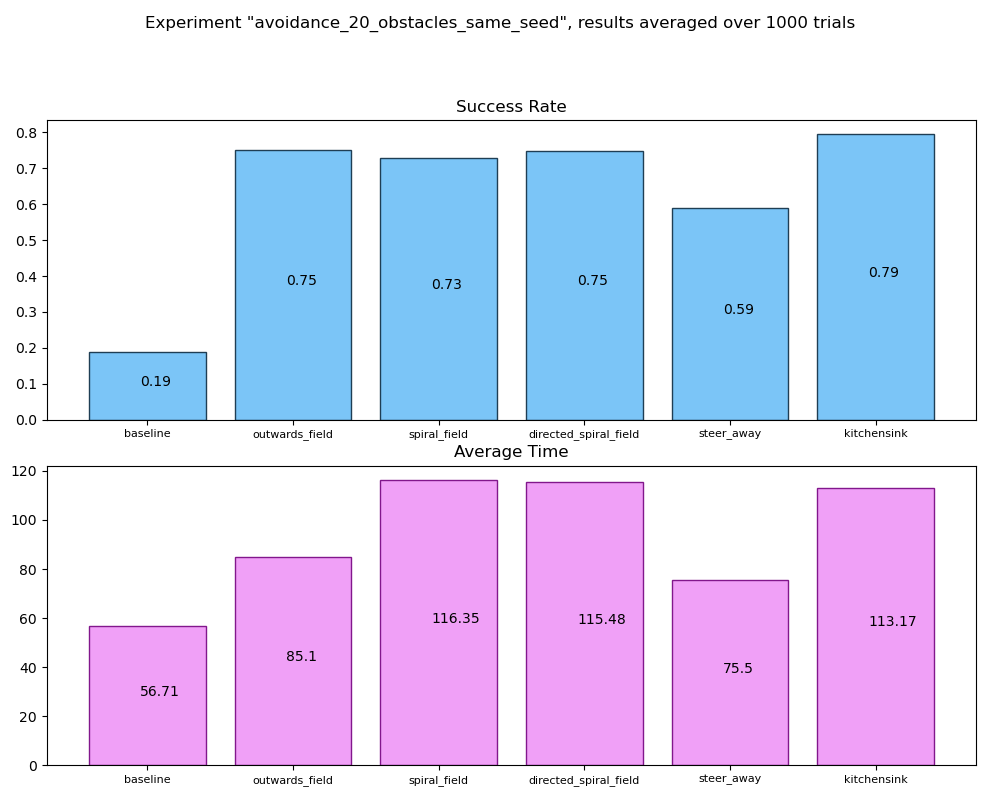 Experiment "avoidance_20_obstacles_same_seed", results averaged over 1000 trials
Success Rate
0.8
0.7
0.6
0.5
0.4
0.3
0.2
0.1
0.0
0.19
0.75
0.73
0.75
0.59
0.79
baseline
outwards_field
spiral_field
directed_spiral_field
steer_away
kitchensink
Average Time
120
100
80
60
40
20
0
56.71
85.1
116.35
115.48
75.5
113.17
baseline
outwards_field
spiral_field
directed_spiral_field
steer_away
kitchensink